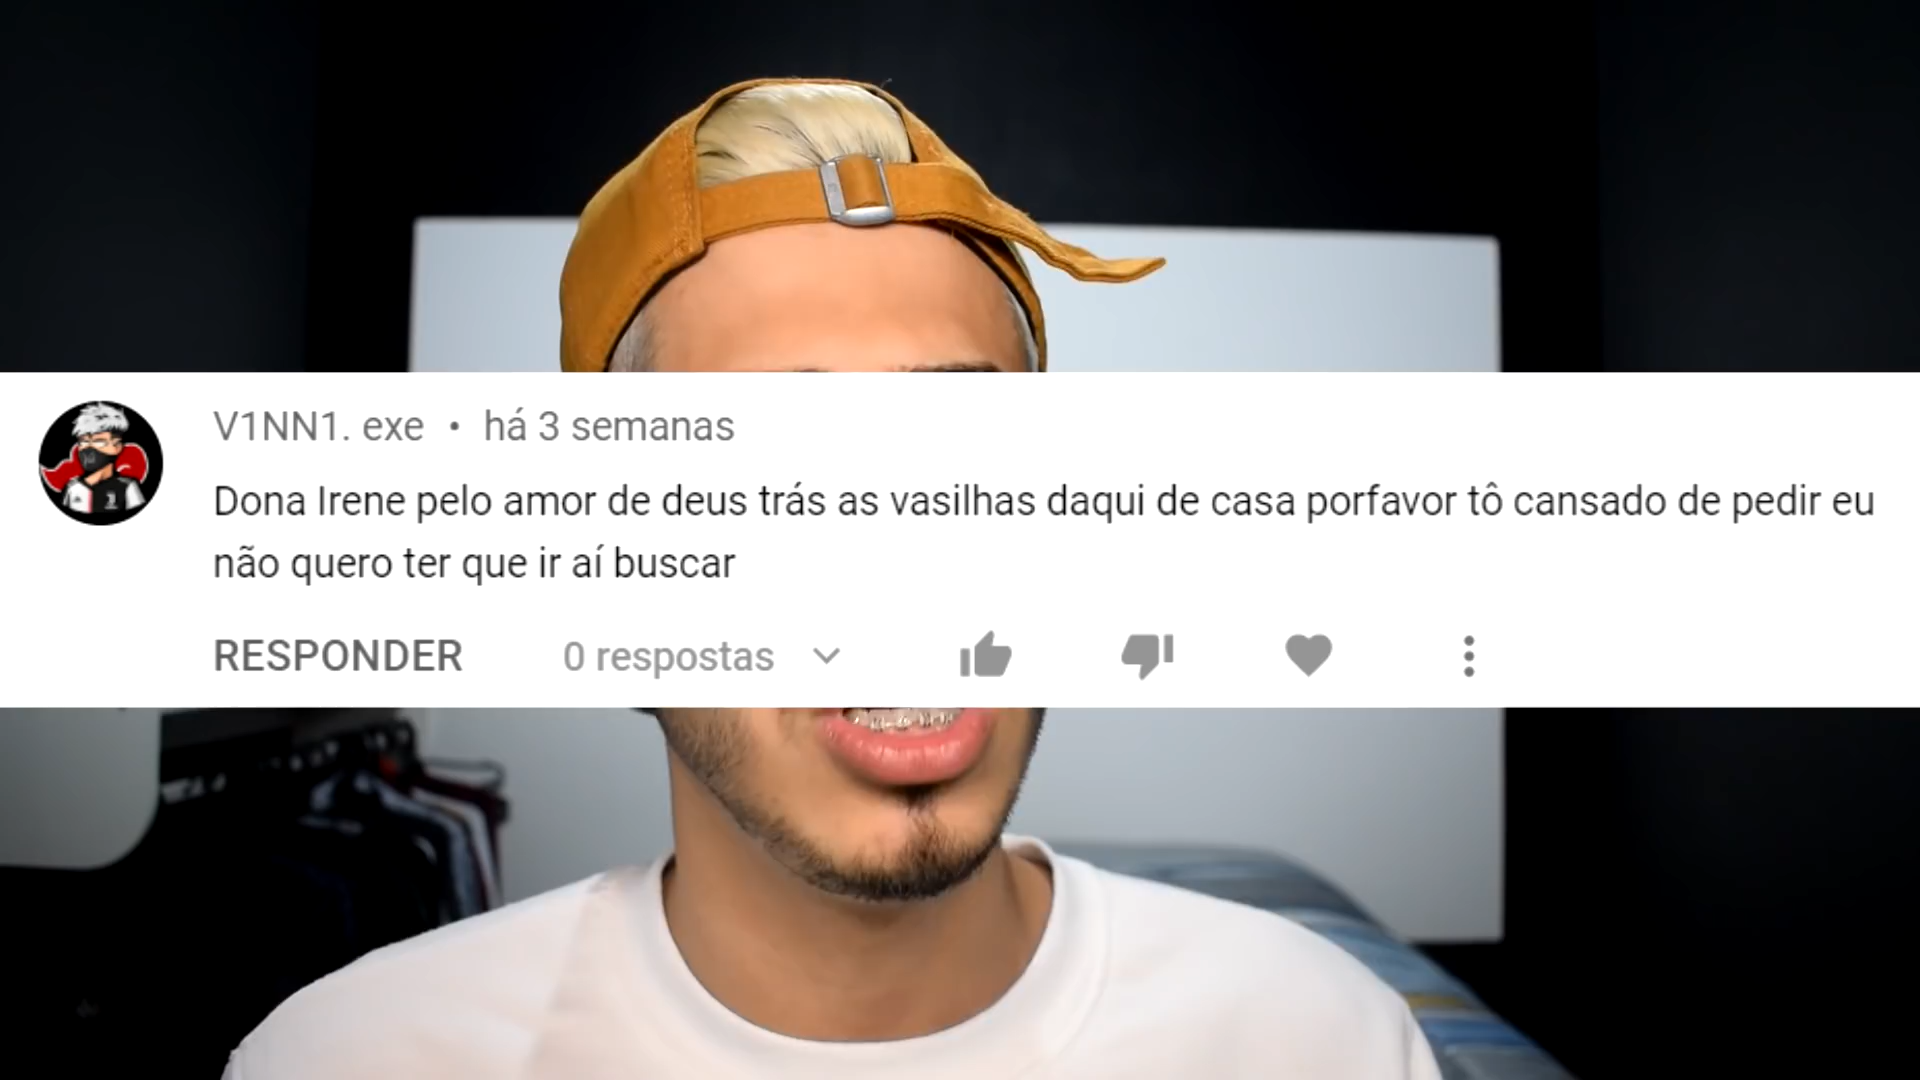 V1NN1. exe • há 3 semanas
Dona Irene pelo amor de deus trás as vasilhas daqui de casa porfavor tô cansado de pedir eu
não quero ter que ir aí buscar
RESPONDER 0 respostas